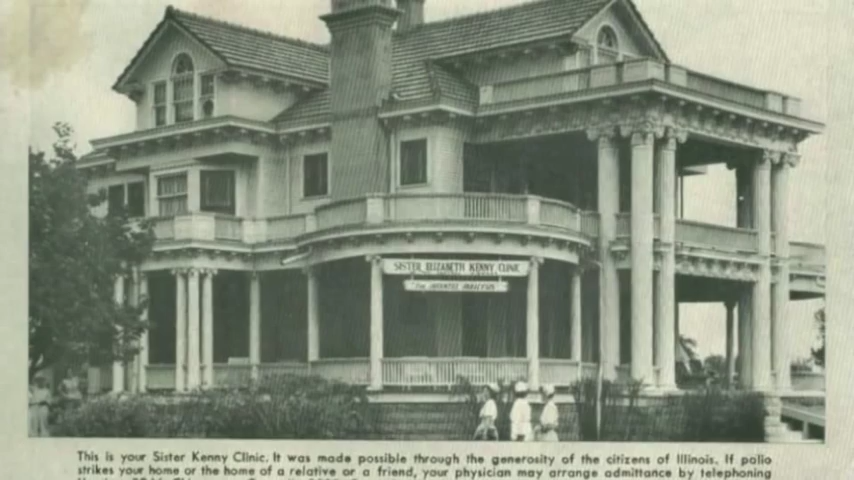 SISTER ELIZABETH KENNY CLINIC
FOR INFANTILE PARALYSIS
This is your Sister Kenny Clinic. It was made possible through the generosity of the citizens of Illinois. If polio
strikes your home or the home of a relative or a friend, your physician may arrange admittance by telephoning